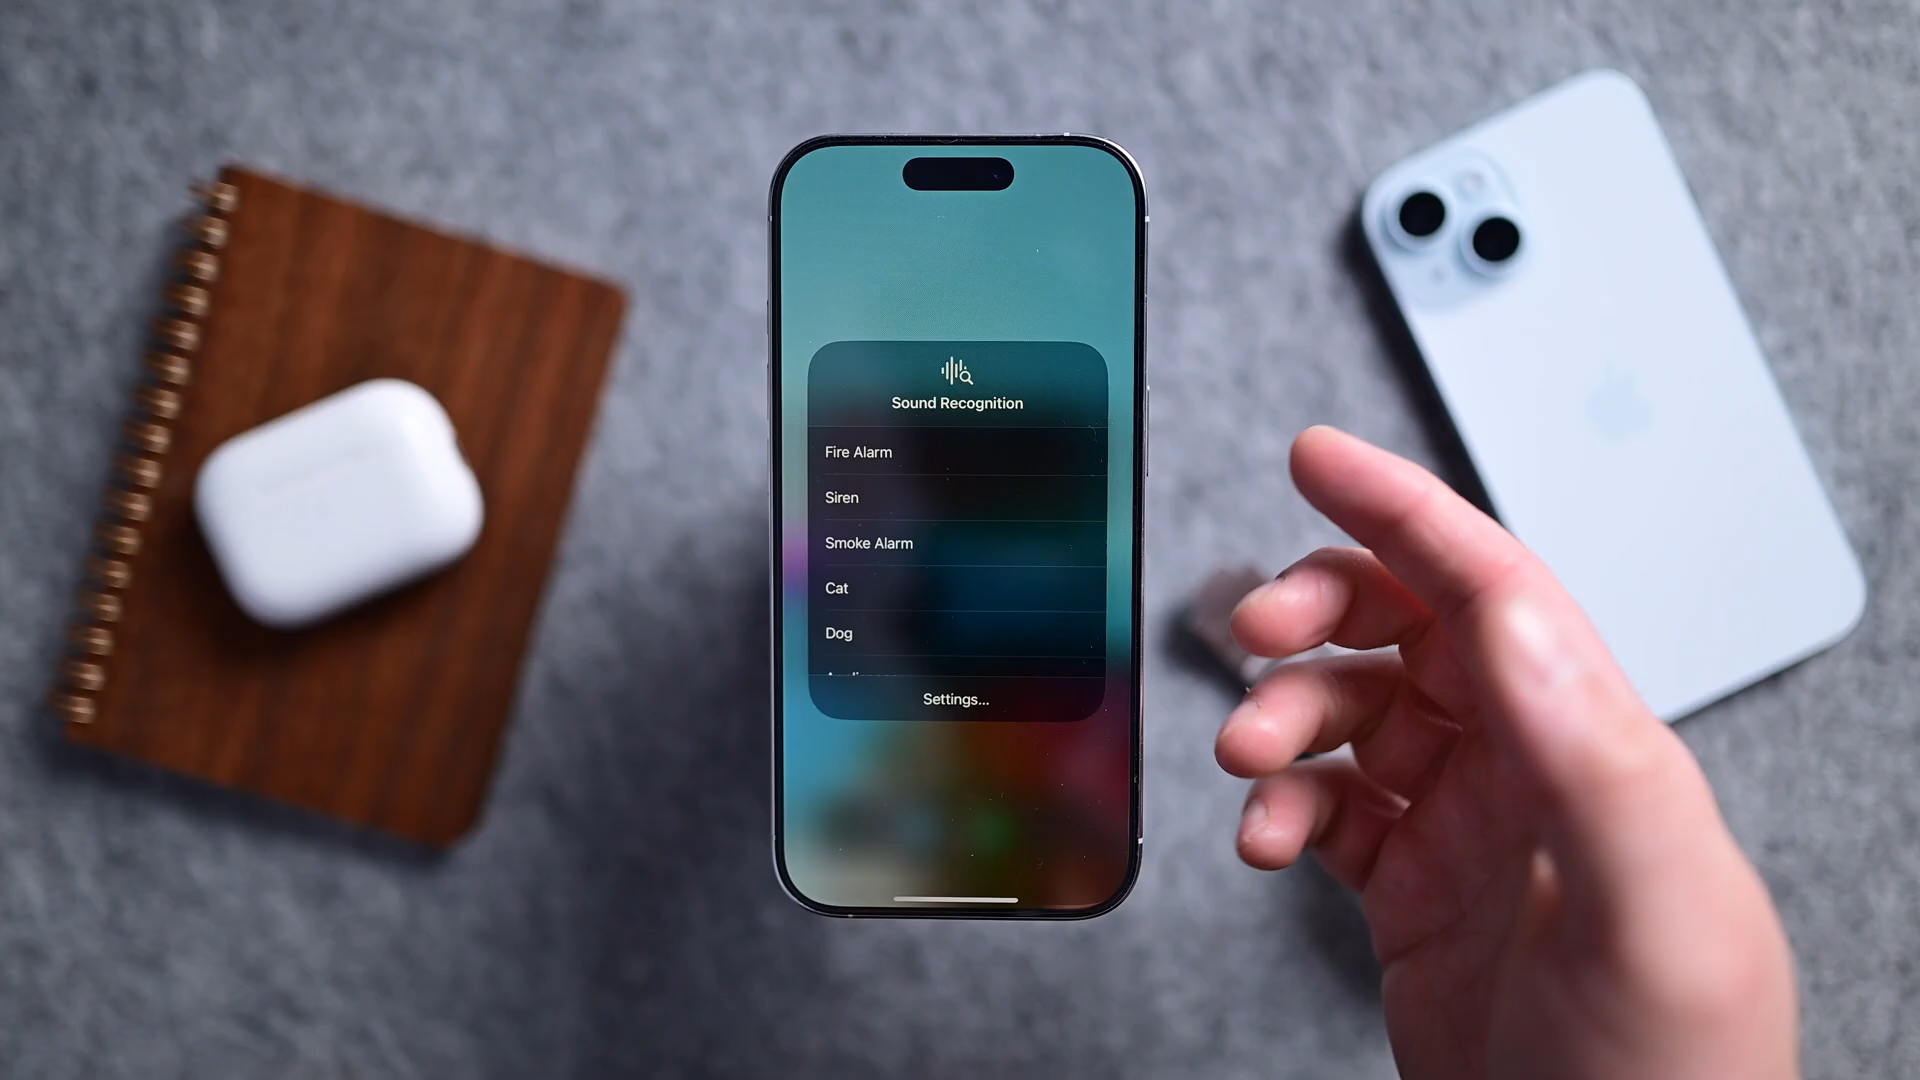 Sound Recognition
Fire Alarm
Siren
Smoke Alarm
Cat
Dog
Settings...